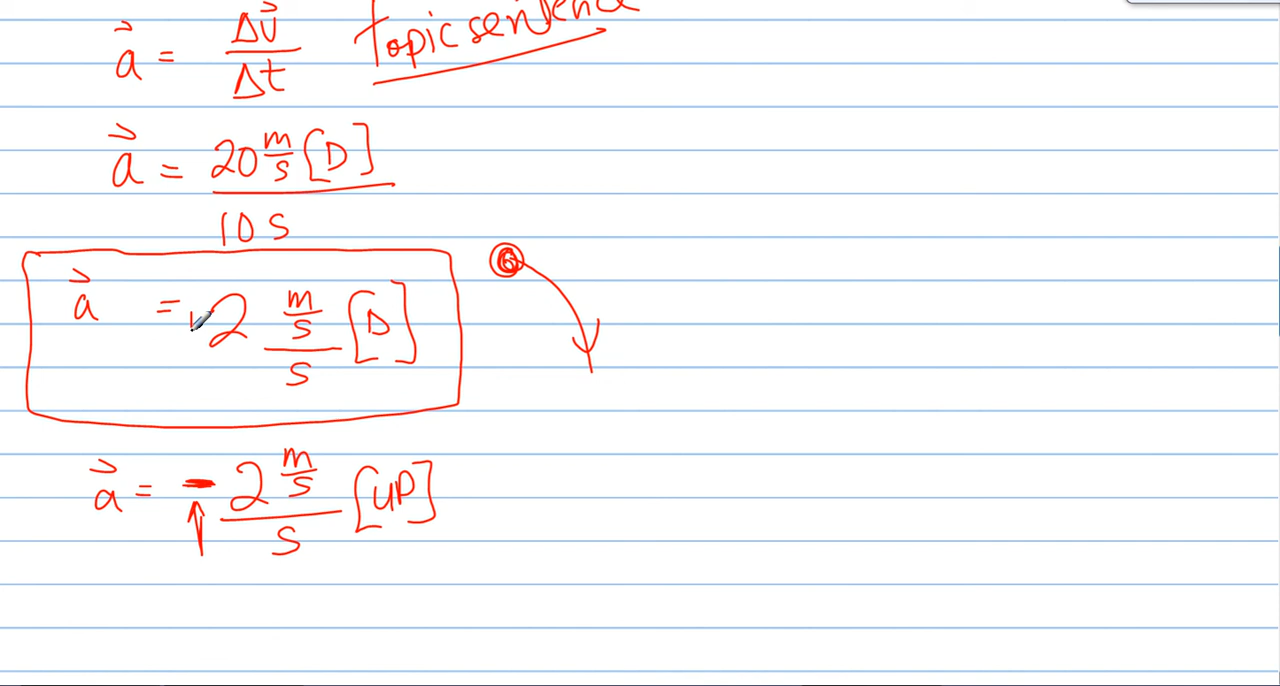 a⃗ = Δv⃗ / Δt Topic sentence
a⃗ = 20 m/s [D] / 10 s
a⃗ = 2 m/s / s [D]
a⃗ = - 2 m/s / s [UP]